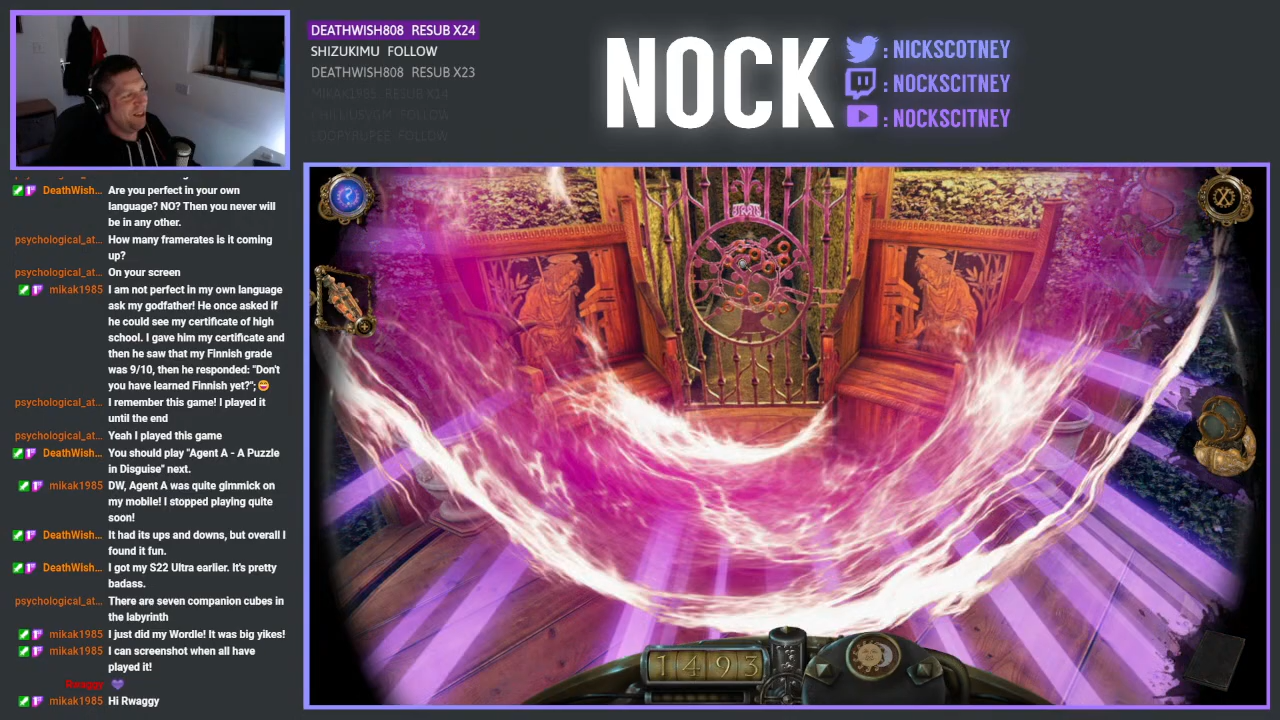 DEATHWISH808 RESUB X24
SHIZUKIMU FOLLOW
DEATHWISH808 RESUB X23
MIKAK1985 RESUB X14
FOLLOW
LOOPYRUPEE FOLLOW
NOCK
: NICKSCOTNEY
: NOCKSCITNEY
: NOCKSCITNEY
DeathWish... Are you perfect in your own
language? NO? Then you never will
be in any other.
psychological_at... How many framerates is it coming
up?
psychological_at... On your screen
mikak1985 I am not perfect in my own language
ask my godfather! He once asked if
he could see my certificate of high
school. I gave him my certificate and
then he saw that my Finnish grade
was 9/10, then he responded: "Don't
you have learned Finnish yet?";
psychological_at... I remember this game! I played it
until the end
psychological_at... Yeah I played this game
DeathWish... You should play "Agent A - A Puzzle
in Disguise" next.
mikak1985 DW, Agent A was quite gimmick on
my mobile! I stopped playing quite
soon!
DeathWish... It had its ups and downs, but overall I
found it fun.
DeathWish... I got my S22 Ultra earlier. It's pretty
badass.
psychological_at... There are seven companion cubes in
the labyrinth
mikak1985 I just did my Wordle! It was big yikes!
mikak1985 I can screenshot when all have
played it!
Rwaggy
mikak1985 Hi Rwaggy
1493